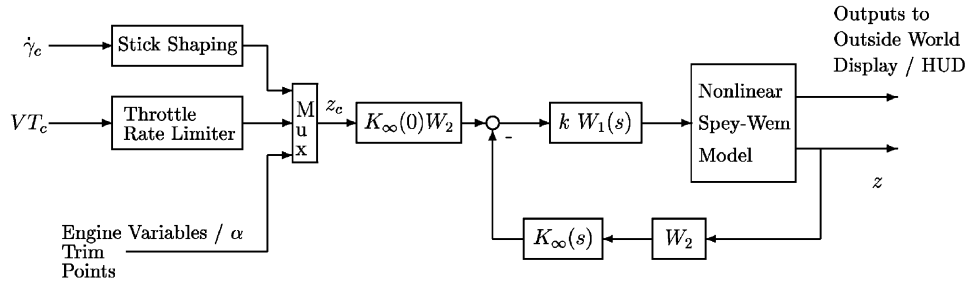 Outputs to
Outside World
Display / HUD
γ̇c
Stick Shaping
VTc
Throttle
Rate Limiter
Mux
zc
K∞(0)W2
-
k W1(s)
Nonlinear
Spey-Wem
Model
z
Engine Variables / α
Trim
Points
K∞(s)
W2